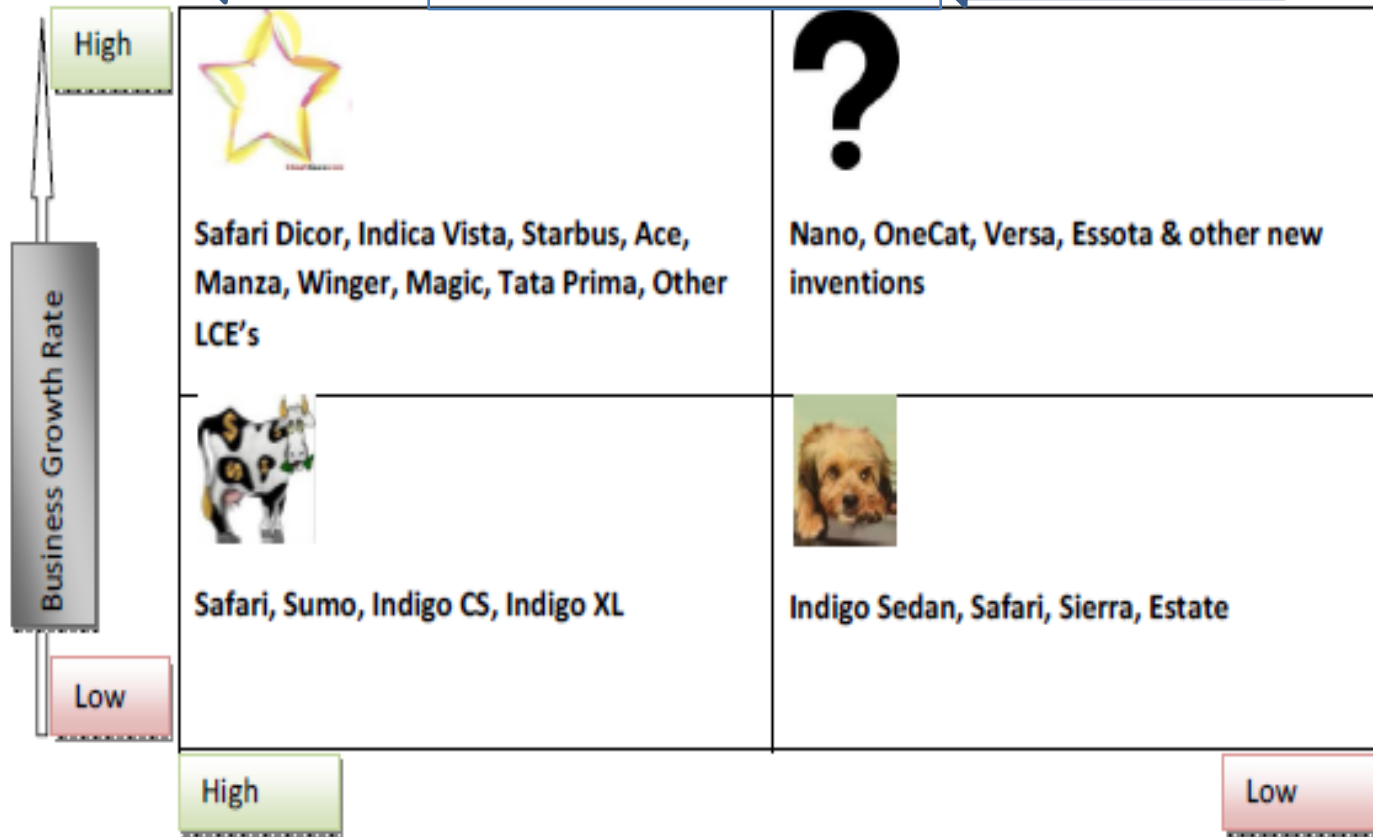 High
Safari Dicor, Indica Vista, Starbus, Ace,
Manza, Winger, Magic, Tata Prima, Other
LCE's
Nano, OneCat, Versa, Essota & other new
inventions
Business Growth Rate
Safari, Sumo, Indigo CS, Indigo XL
Indigo Sedan, Safari, Sierra, Estate
Low
High
Low